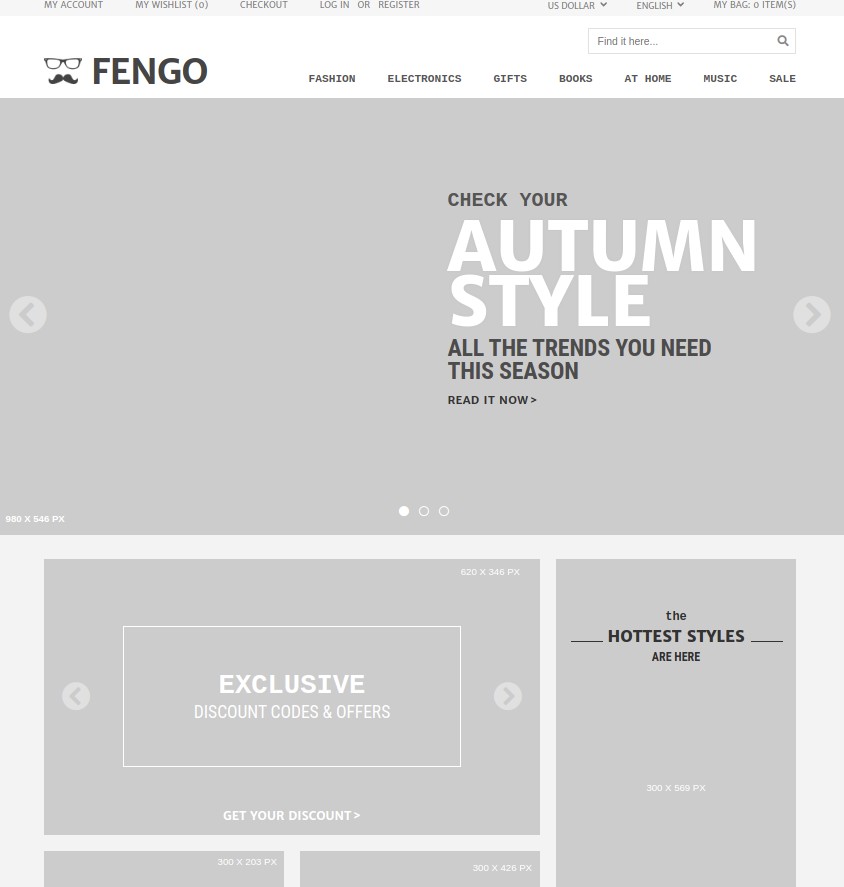 MY ACCOUNT MY WISHLIST (0) CHECKOUT LOG IN OR REGISTER US DOLLAR ENGLISH MY BAG: 0 ITEM(S)
Find it here...
FENGO
FASHION ELECTRONICS GIFTS BOOKS AT HOME MUSIC SALE
CHECK YOUR
AUTUMN
STYLE
ALL THE TRENDS YOU NEED
THIS SEASON
READ IT NOW >
980 X 546 PX
620 X 346 PX
EXCLUSIVE
DISCOUNT CODES & OFFERS
GET YOUR DISCOUNT >
the
HOTTEST STYLES
ARE HERE
300 X 569 PX
300 X 203 PX
300 X 426 PX